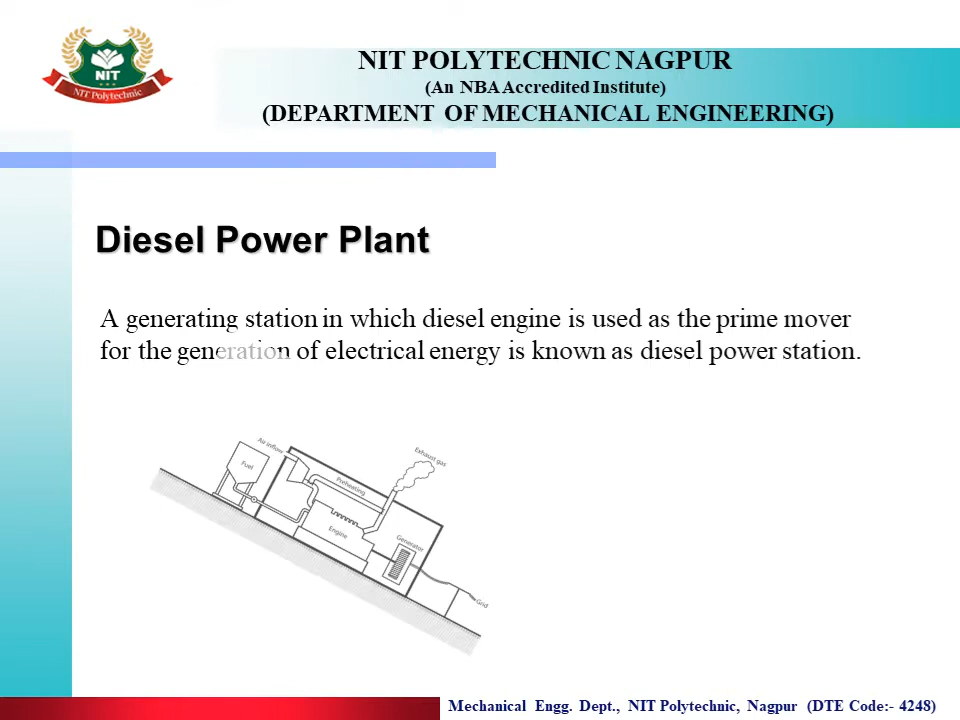 NIT
NIT Polytechnic
NIT POLYTECHNIC NAGPUR
(An NBA Accredited Institute)
(DEPARTMENT OF MECHANICAL ENGINEERING)
Diesel Power Plant
A generating station in which diesel engine is used as the prime mover
for the generation of electrical energy is known as diesel power station.
Air inflow
Exhaust gas
Fuel
Preheating
Engine
Generator
Grid
Mechanical Engg. Dept., NIT Polytechnic, Nagpur (DTE Code:- 4248)